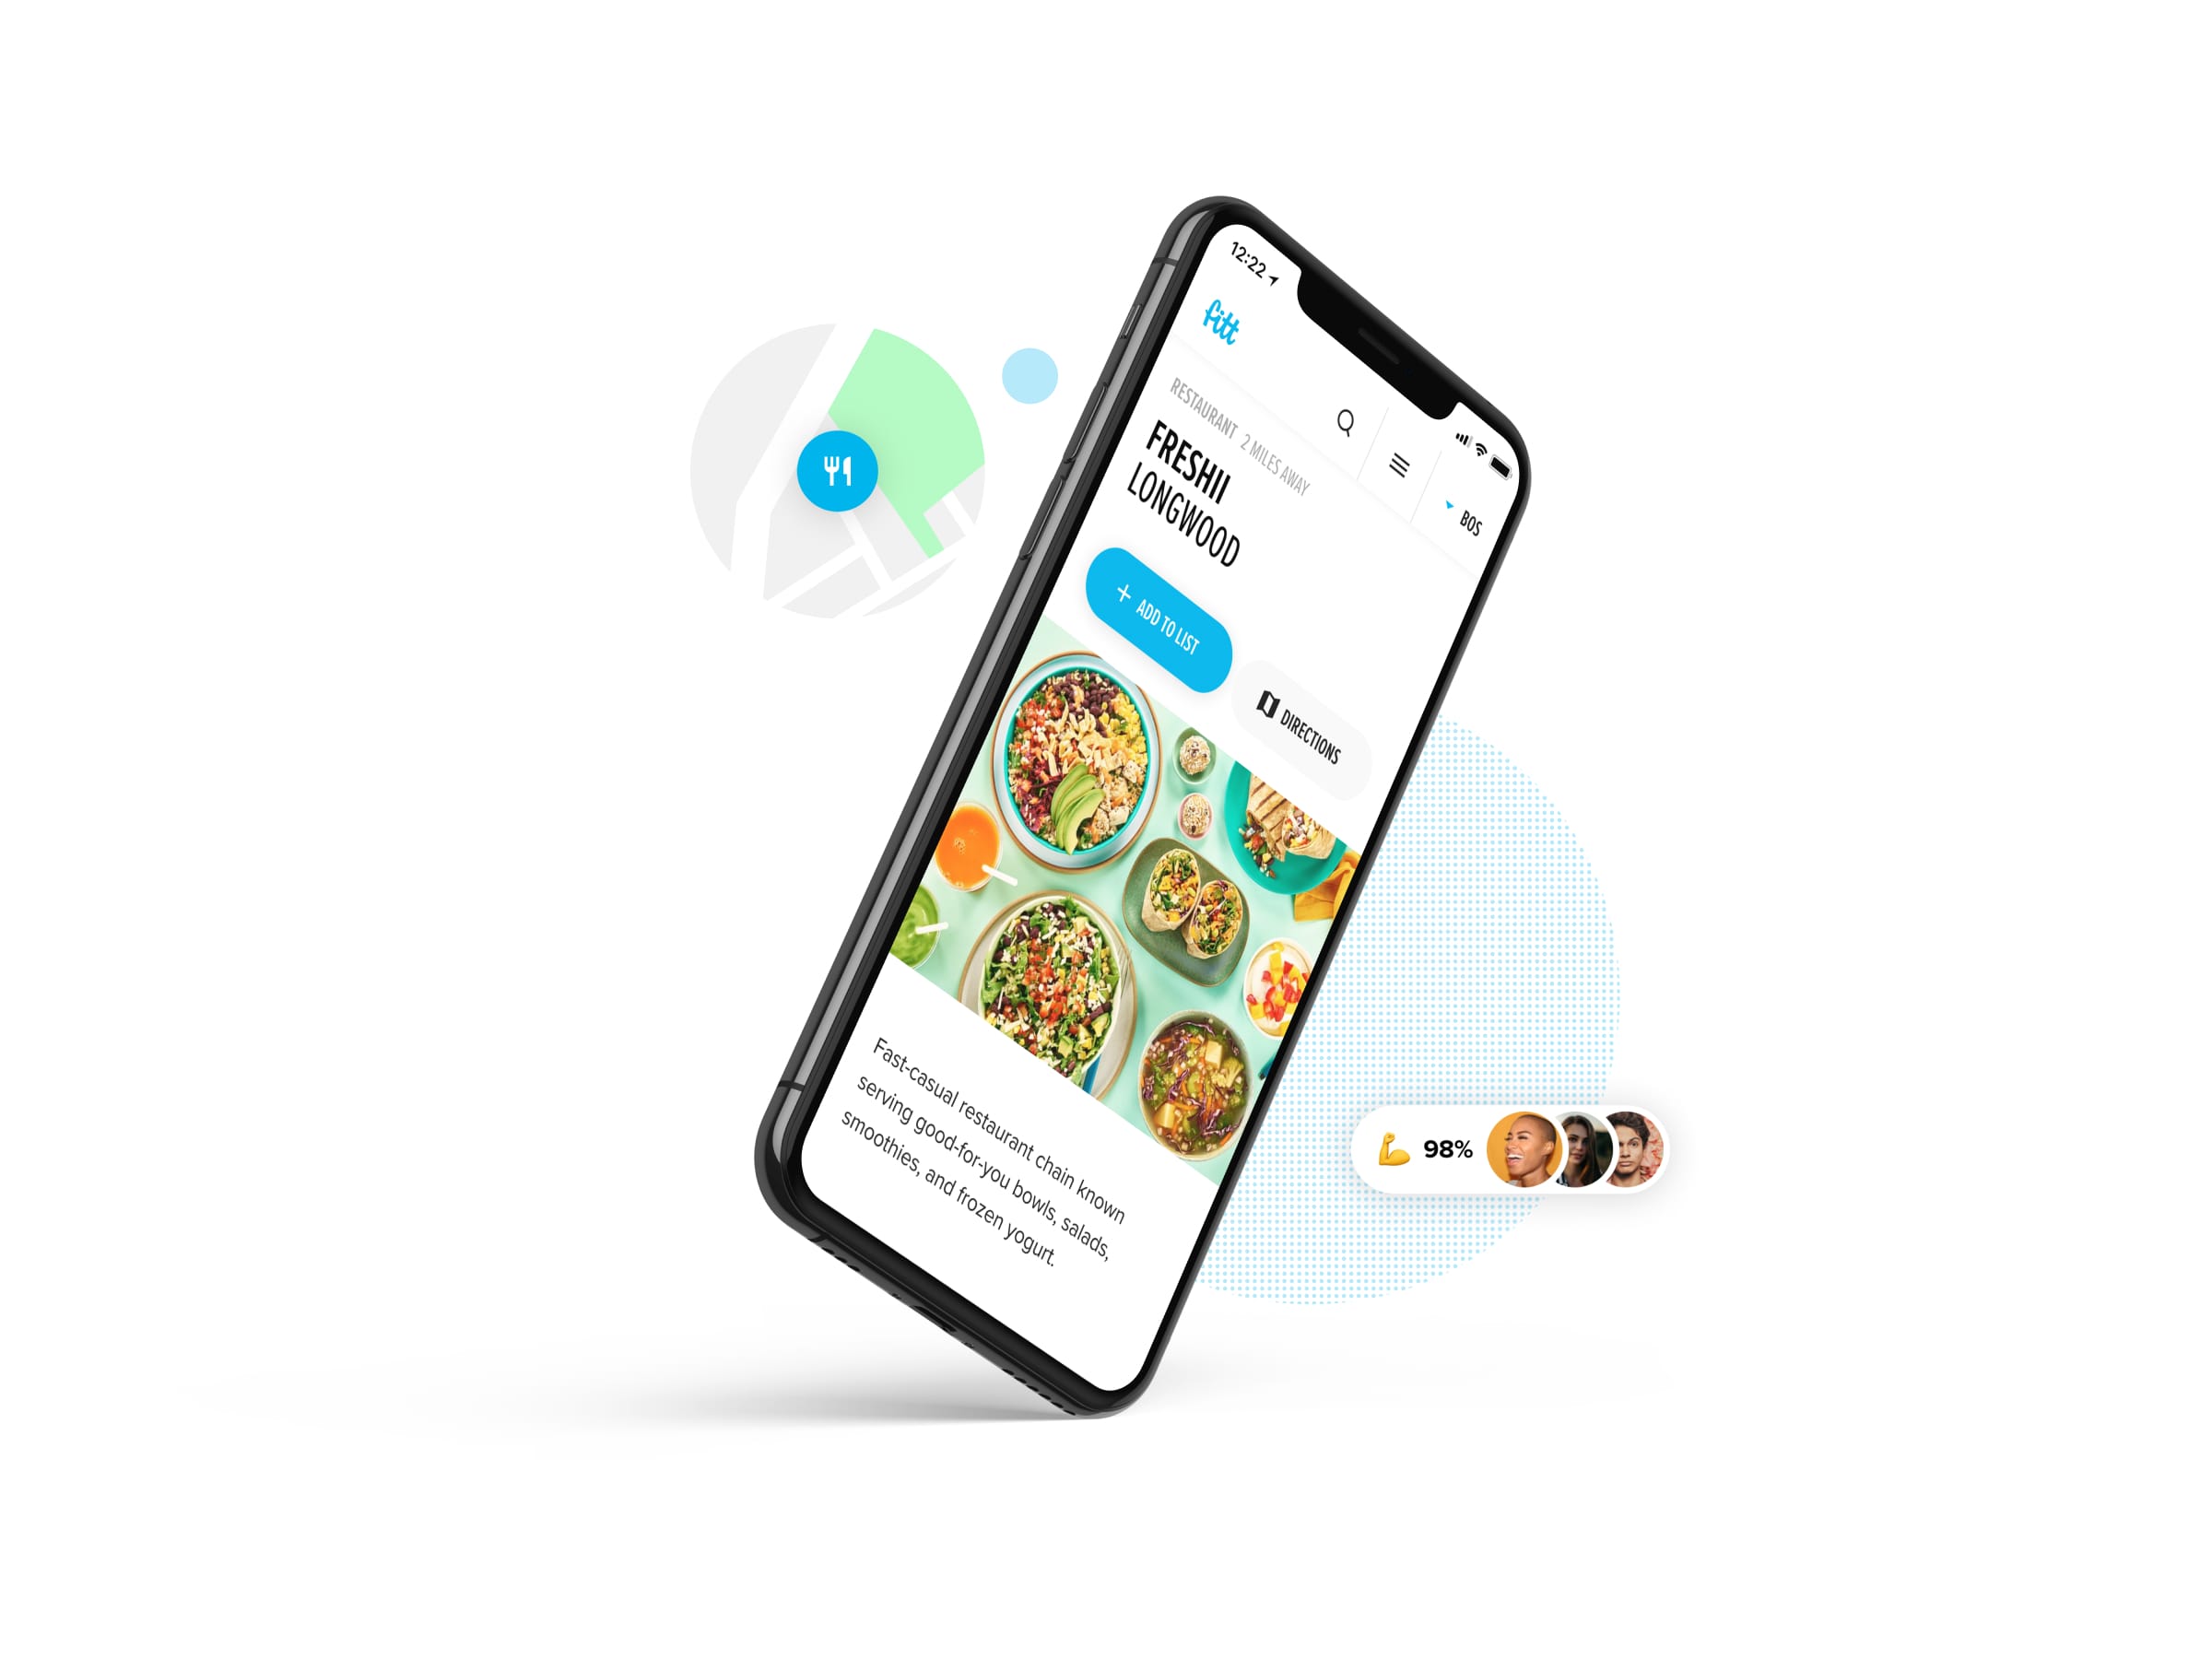 12:22
fitt
BOS
RESTAURANT 2 MILES AWAY
FRESHII
LONGWOOD
+ ADD TO LIST
DIRECTIONS
Fast-casual restaurant chain known
serving good-for-you bowls, salads,
smoothies, and frozen yogurt.
98%